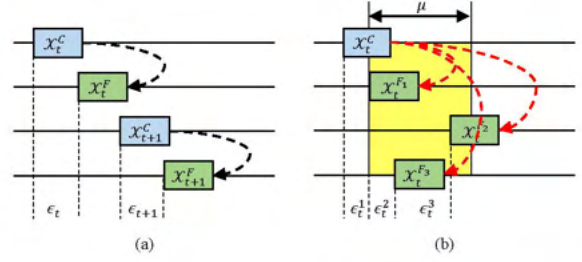 μ
𝒳_t^C
𝒳_t^C
𝒳_t^F
𝒳_t^{F_1}
𝒳_{t+1}^C
𝒳_t^{F_2}
𝒳_{t+1}^F
𝒳_t^{F_3}
ϵ_t ϵ_{t+1}
ϵ_t^1 ϵ_t^2 ϵ_t^3
(a) (b)